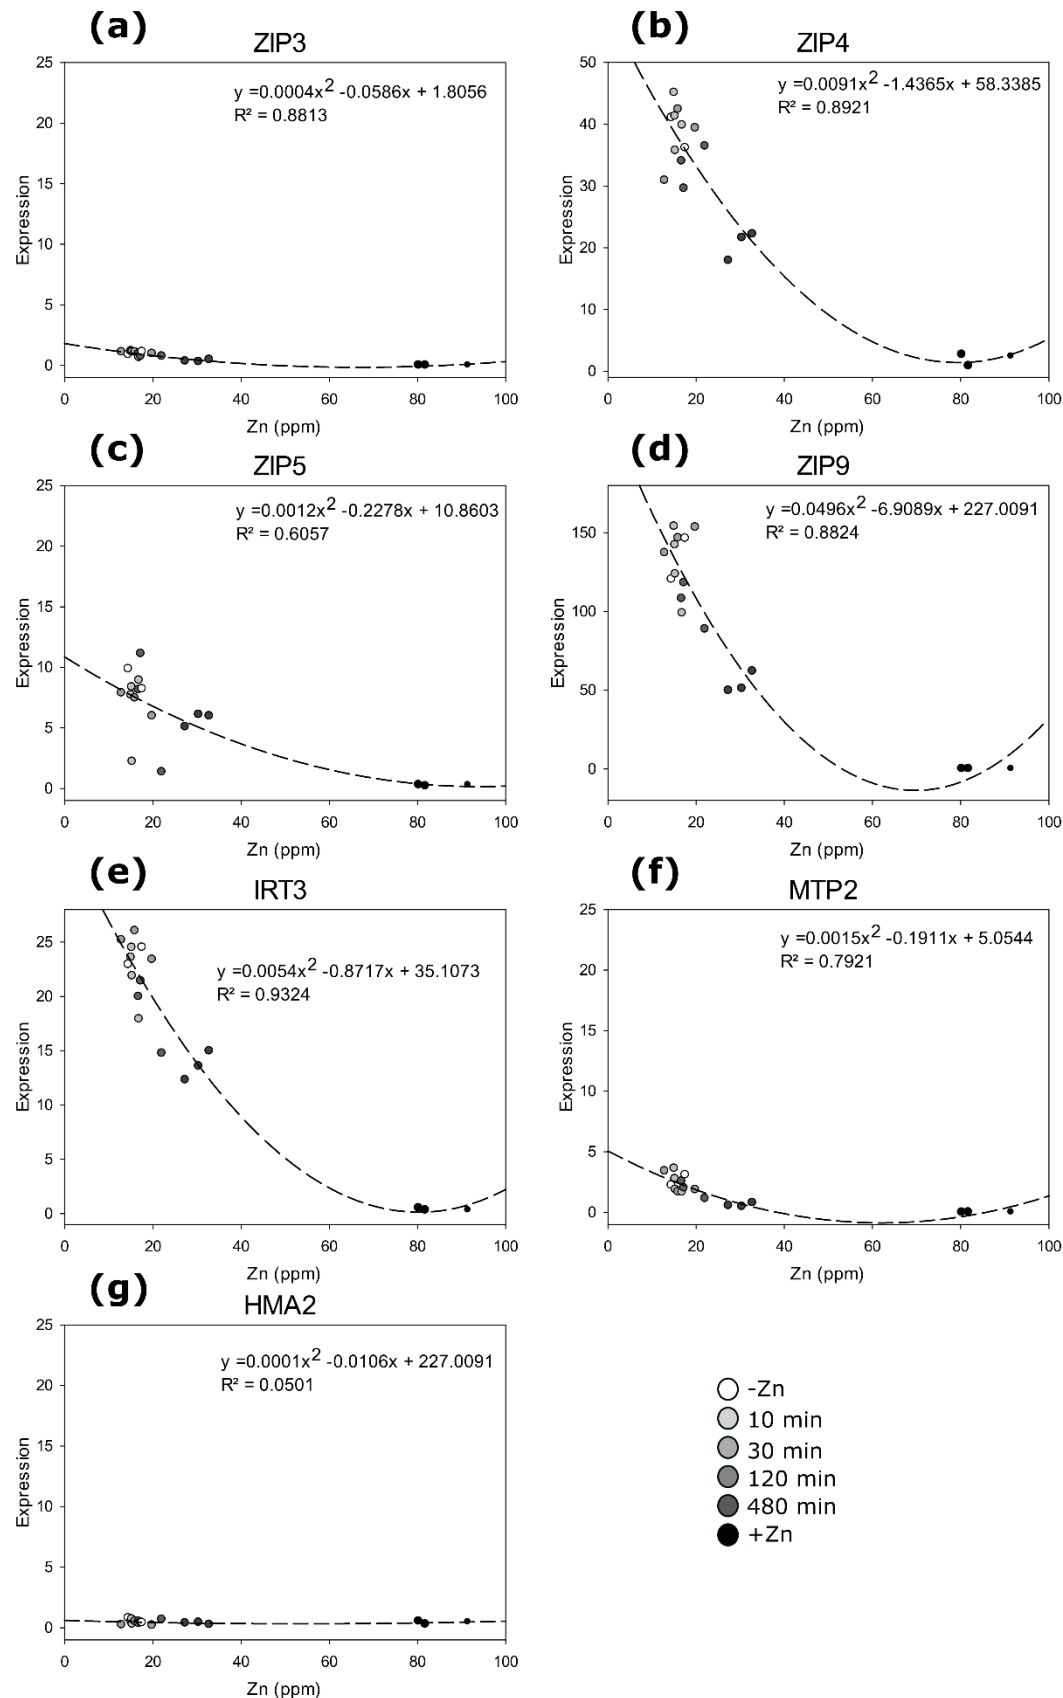 (a)
ZIP3
25
20
15
10
5
0
Expression
y =0.0004x2 -0.0586x + 1.8056
R² = 0.8813
0 20 40 60 80 100
Zn (ppm)
(b)
ZIP4
50
40
30
20
10
0
Expression
y =0.0091x2 -1.4365x + 58.3385
R² = 0.8921
0 20 40 60 80 100
Zn (ppm)
(c)
ZIP5
25
20
15
10
5
0
Expression
y =0.0012x2 -0.2278x + 10.8603
R² = 0.6057
0 20 40 60 80 100
Zn (ppm)
(d)
ZIP9
150
100
50
0
Expression
y =0.0496x2 -6.9089x + 227.0091
R² = 0.8824
0 20 40 60 80 100
Zn (ppm)
(e)
IRT3
25
20
15
10
5
0
Expression
y =0.0054x2 -0.8717x + 35.1073
R² = 0.9324
0 20 40 60 80 100
Zn (ppm)
(f)
MTP2
25
20
15
10
5
0
Expression
y =0.0015x2 -0.1911x + 5.0544
R² = 0.7921
0 20 40 60 80 100
Zn (ppm)
(g)
HMA2
25
20
15
10
5
0
Expression
y =0.0001x2 -0.0106x + 227.0091
R² = 0.0501
0 20 40 60 80 100
Zn (ppm)
-Zn
10 min
30 min
120 min
480 min
+Zn